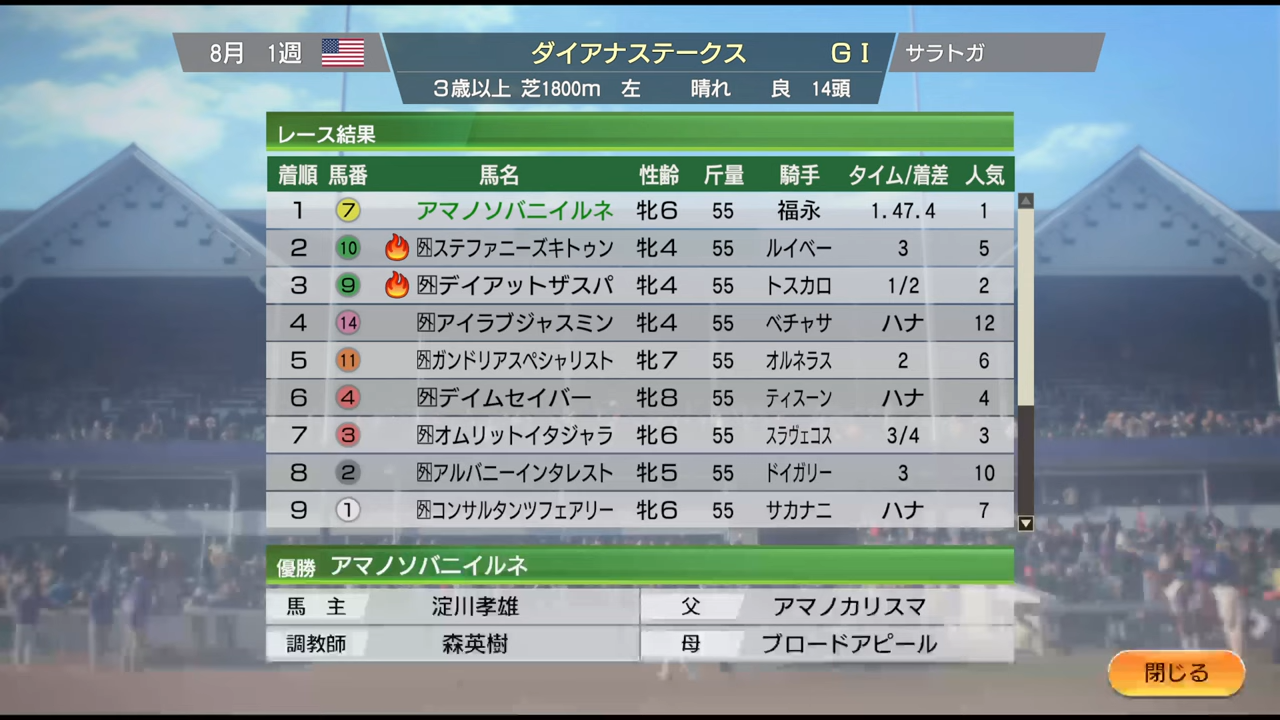 8月 1週 ダイアナステークス GⅠ サラトガ
3歳以上 芝1800m 左 晴れ 良 14頭
レース結果
着順 馬番 馬名 性齢 斤量 騎手 タイム/着差 人気
1 7 アマノソバニイルネ 牝6 55 福永 1.47.4 1
2 10 外ステファニーズキトゥン 牝4 55 ルイベー 3 5
3 9 外デイアットザスパ 牝4 55 トスカロ 1/2 2
4 14 外アイラブジャスミン 牝4 55 ベチャサ ハナ 12
5 11 外ガンドリアスペシャリスト 牝7 55 オルネラス 2 6
6 4 外デイムセイバー 牝8 55 ティスーン ハナ 4
7 3 外オムリットイタジャラ 牝6 55 スラヴェコス 3/4 3
8 2 外アルバニーインタレスト 牝5 55 ドイガリー 3 10
9 1 外コンサルタンツフェアリー 牝6 55 サカナニ ハナ 7
優勝 アマノソバニイルネ
馬主 淀川孝雄 父 アマノカリスマ
調教師 森英樹 母 ブロードアピール
閉じる